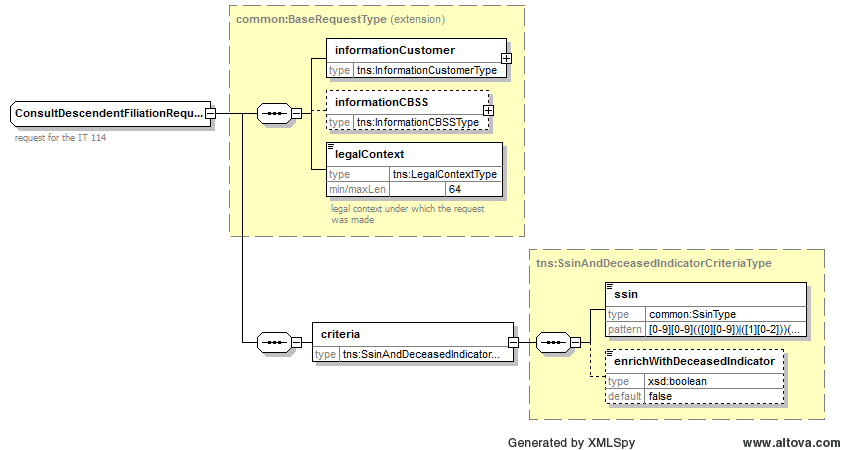 common:BaseRequestType (extension)
informationCustomer
type tns:InformationCustomerType
informationCBSS
type tns:InformationCBSSType
ConsultDescendentFiliationRequ...
request for the IT 114
legalContext
type tns:LegalContextType
min/maxLen 64
legal context under which the request
was made
tns:SsinAndDeceasedIndicatorCriteriaType
ssin
type common:SsinType
pattern [0-9][0-9](([0][0-9])|([1][0-2]))(...
criteria
type tns:SsinAndDeceasedIndicator...
enrichWithDeceasedIndicator
type xsd:boolean
default false
Generated by XMLSpy www.altova.com